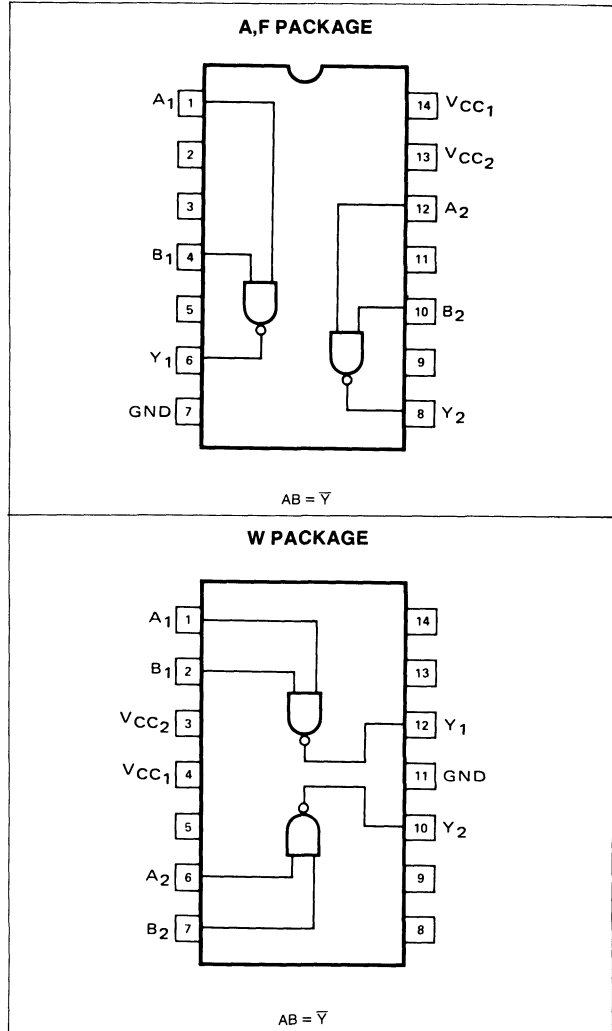 A,F PACKAGE
A1 1 14 VCC1
2 13 VCC2
3 12 A2
B1 4 11
5 10 B2
Y1 6 9
GND 7 8 Y2
AB = Y̅
W PACKAGE
A1 1 14
B1 2 13
VCC2 3 12 Y1
VCC1 4 11 GND
5 10 Y2
A2 6 9
B2 7 8
AB = Y̅